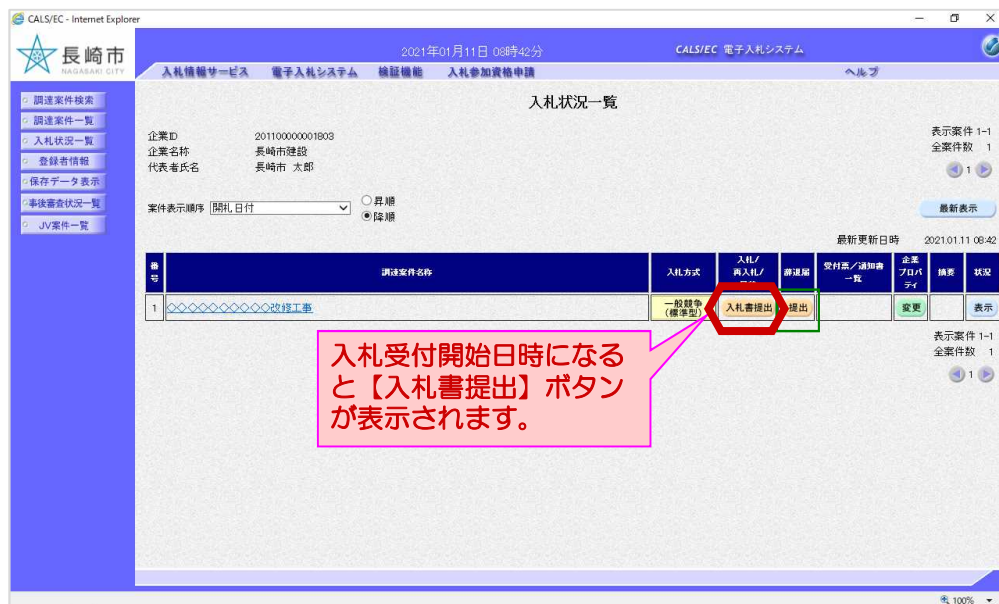 CALS/EC - Internet Explorer
長崎市
NAGASAKI CITY
2021年01月11日 08時42分
CALS/EC 電子入札システム
入札情報サービス 電子入札システム 検証機能 入札参加資格申請 ヘルプ
調達案件検索
調達案件一覧
入札状況一覧
登録者情報
保存データ表示
事後審査状況一覧
JV案件一覧
入札状況一覧
企業ID 201100000001803
企業名称 長崎市建設
代表者氏名 長崎市 太郎
表示案件 1-1
全案件数 1
1
案件表示順序 開札日付
昇順
降順
最新表示
最新更新日時 2021.01.11 08:42
番号 調達案件名称 入札方式 入札/再入札/ 辞退届 受付票/通知書一覧 企業プロパティ 摘要 状況
1 ◇◇◇◇◇◇◇◇◇◇改修工事 一般競争(標準型) 入札書提出 提出 変更 表示
表示案件 1-1
全案件数 1
1
入札受付開始日時になる
と【入札書提出】ボタン
が表示されます。
100%